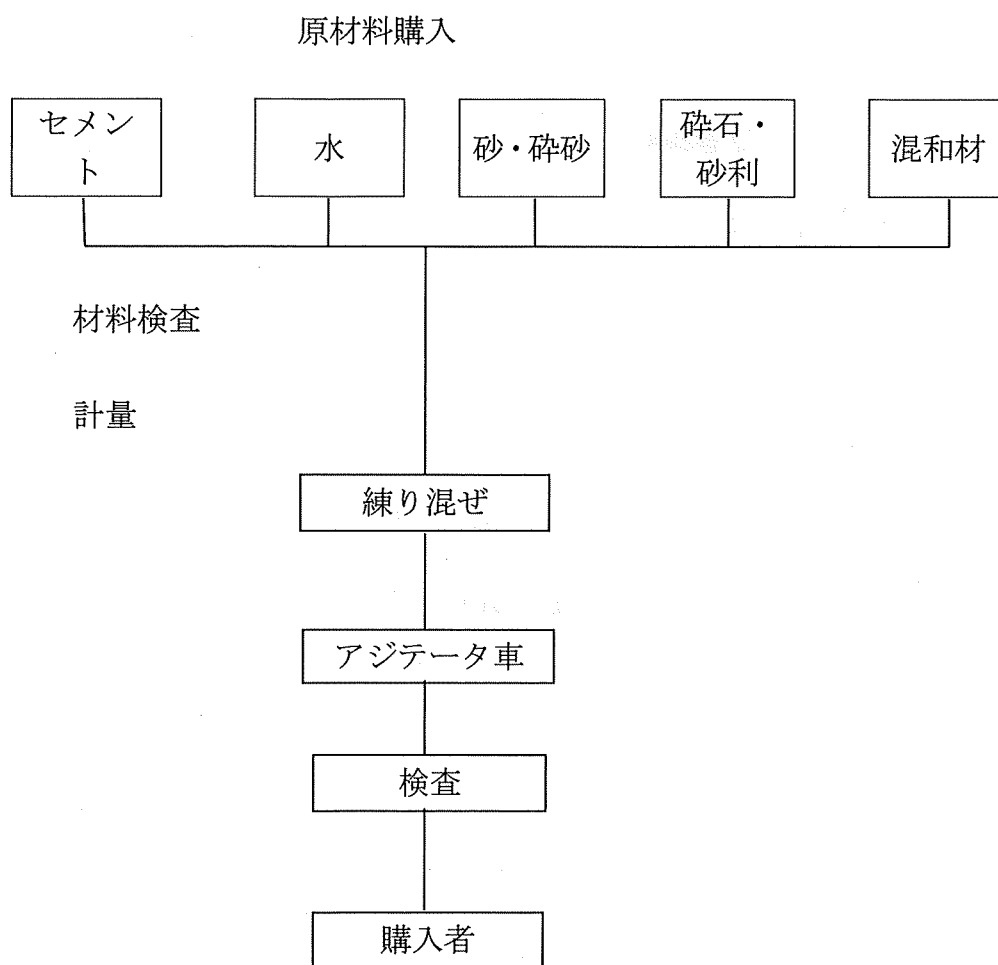 原材料購入
セメン
ト
水
砂・砕砂
砕石・
砂利
混和材
材料検査
計量
練り混ぜ
アジテータ車
検査
購入者